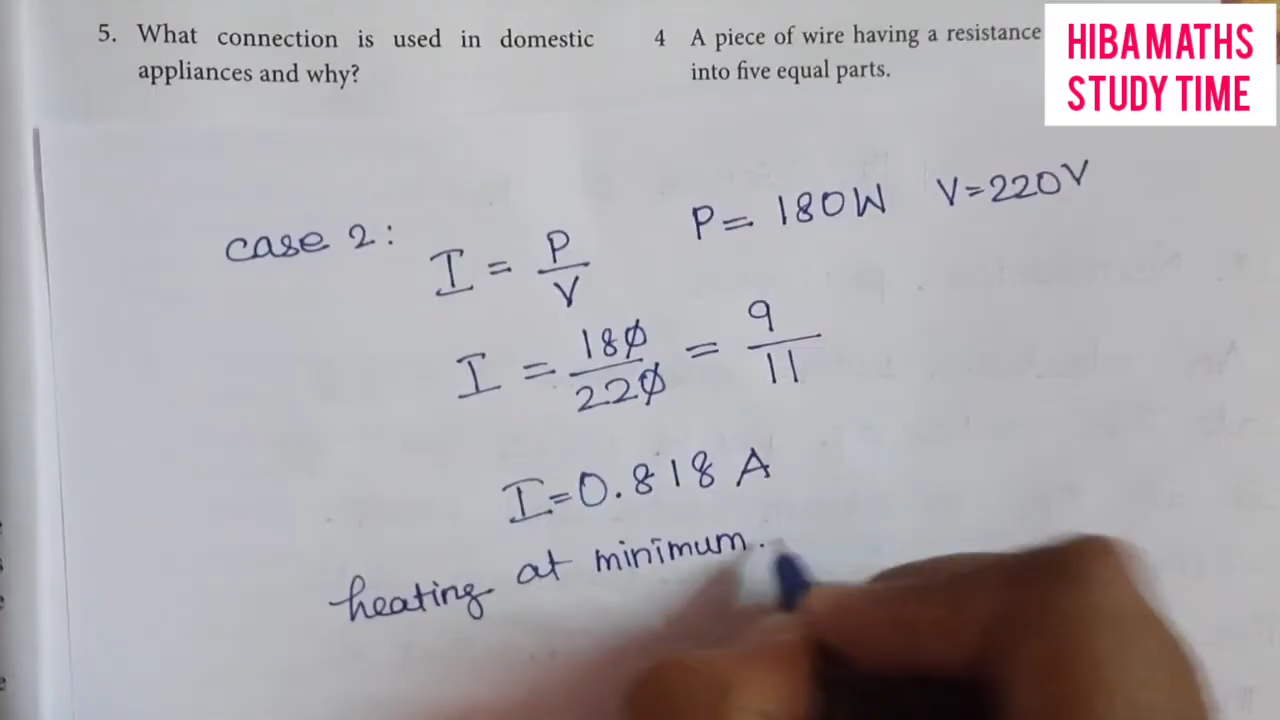 5. What connection is used in domestic
appliances and why?
4 A piece of wire having a resistance
into five equal parts.
HIBA MATHS
STUDY TIME
case 2:
I = P/V
P = 180W V=220V
I = 180/220 = 9/11
I=0.818 A
heating at minimum.